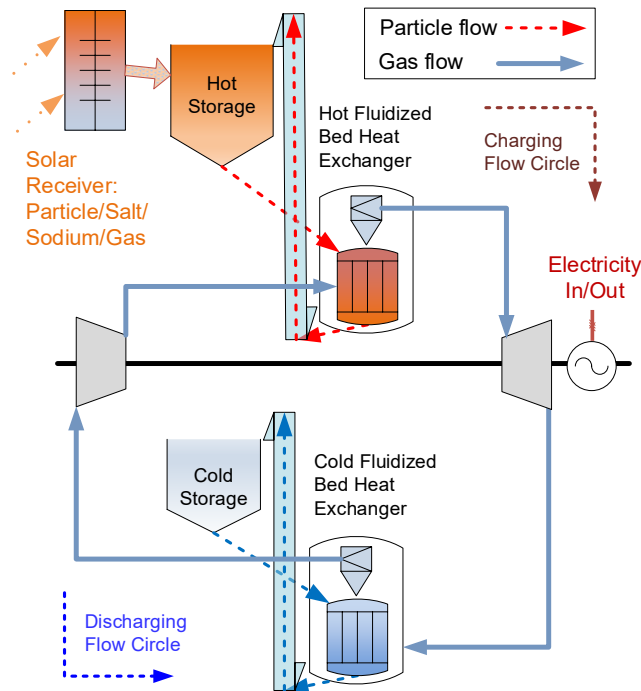 Particle flow
Gas flow
Hot
Storage
Hot Fluidized
Bed Heat
Exchanger
Charging
Flow Circle
Solar
Receiver:
Particle/Salt/
Sodium/Gas
Electricity
In/Out
Cold
Storage
Cold Fluidized
Bed Heat
Exchanger
Discharging
Flow Circle